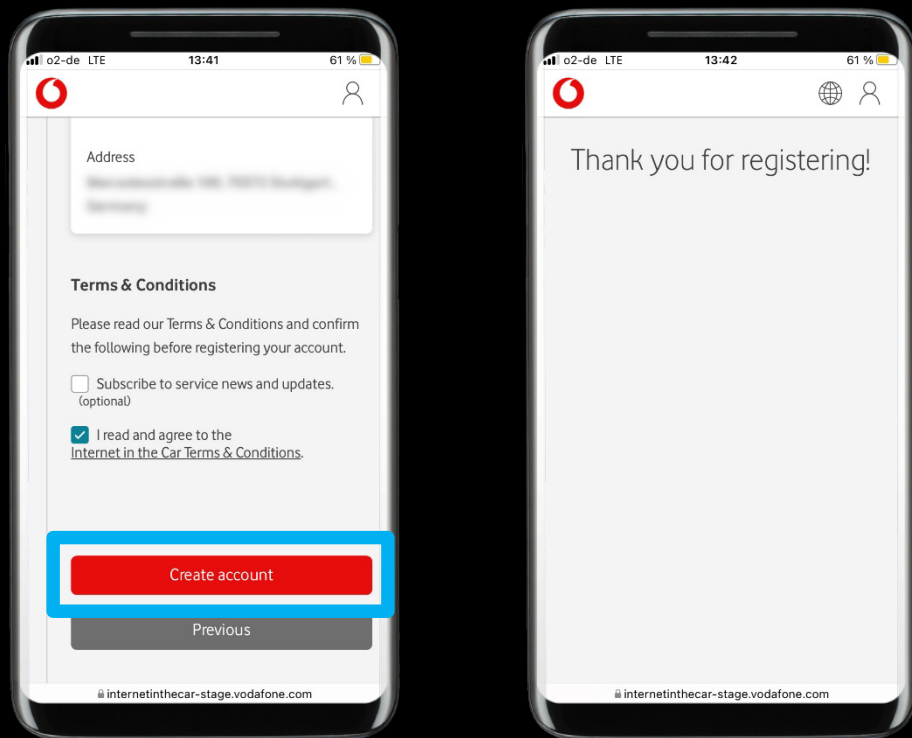 o2-de LTE 13:41 61 %
Address
Terms & Conditions
Please read our Terms & Conditions and confirm
the following before registering your account.
Subscribe to service news and updates.
(optional)
I read and agree to the
Internet in the Car Terms & Conditions.
Create account
Previous
internetinthecar-stage.vodafone.com
o2-de LTE 13:42 61 %
Thank you for registering!
internetinthecar-stage.vodafone.com